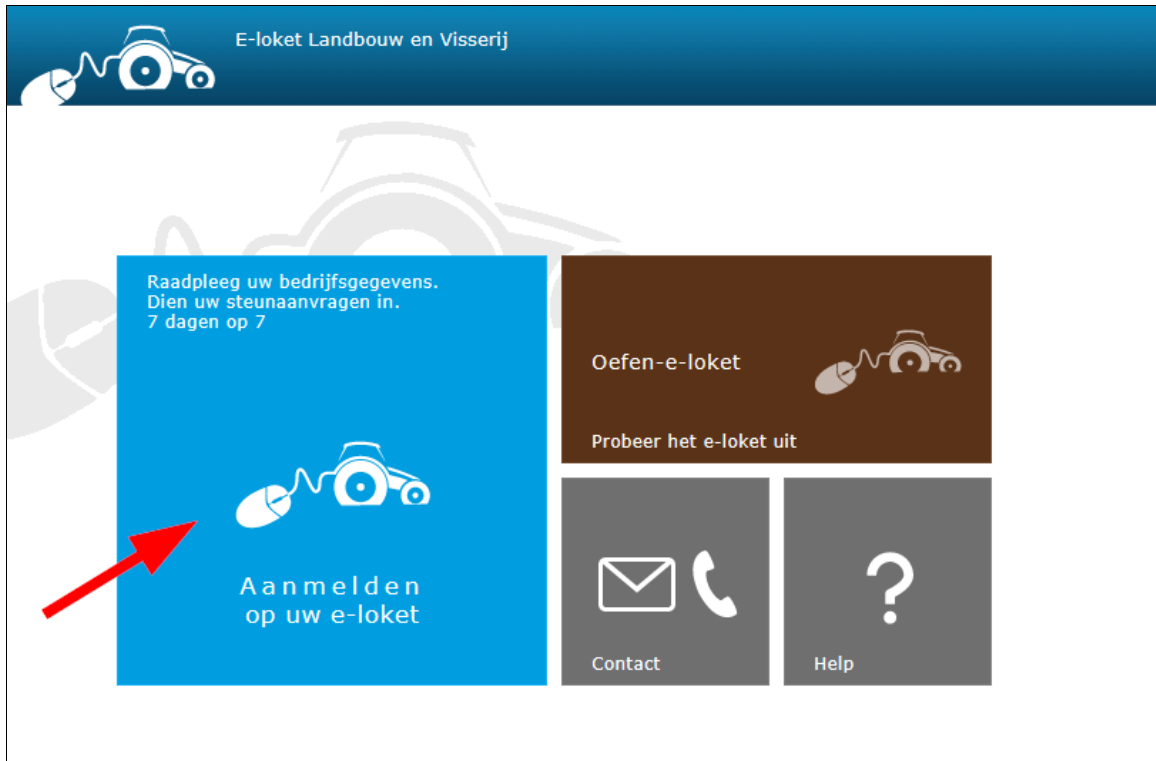 E-loket Landbouw en Visserij
Raadpleeg uw bedrijfsgegevens.
Dien uw steunaanvragen in.
7 dagen op 7
Aanmelden
op uw e-loket
Oefen-e-loket
Probeer het e-loket uit
Contact
?
Help